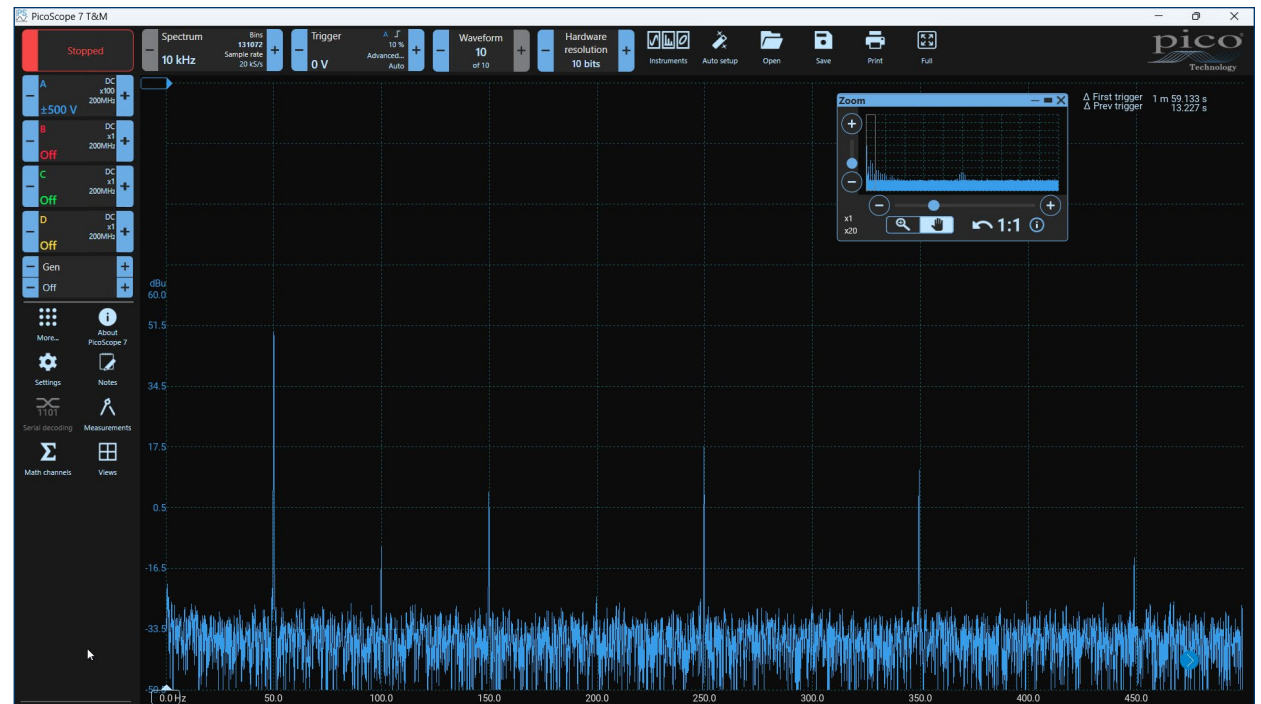 PicoScope 7 T&M
Stopped
Spectrum
10 kHz
Bins
131072
Sample rate
20 kS/s
Trigger
0 V
A
10 %
Advanced...
Auto
Waveform
10
of 10
Hardware
resolution
10 bits
Instruments
Auto setup
Open
Save
Print
Full
pico
Technology
A
DC
x100
200MHz
±500 V
B
DC
x1
200MHz
Off
C
DC
x1
200MHz
Off
D
DC
x1
200MHz
Off
Gen
Off
More...
About
PicoScope 7
Settings
Notes
1101
Serial decoding
Measurements
Math channels
Views
Zoom
x1
x20
1:1
Δ First trigger 1 m 59.133 s
Δ Prev trigger 13.227 s
dBu
60.0
51.5
34.5
17.5
0.5
-16.5
-33.5
0.0 Hz 50.0 100.0 150.0 200.0 250.0 300.0 350.0 400.0 450.0